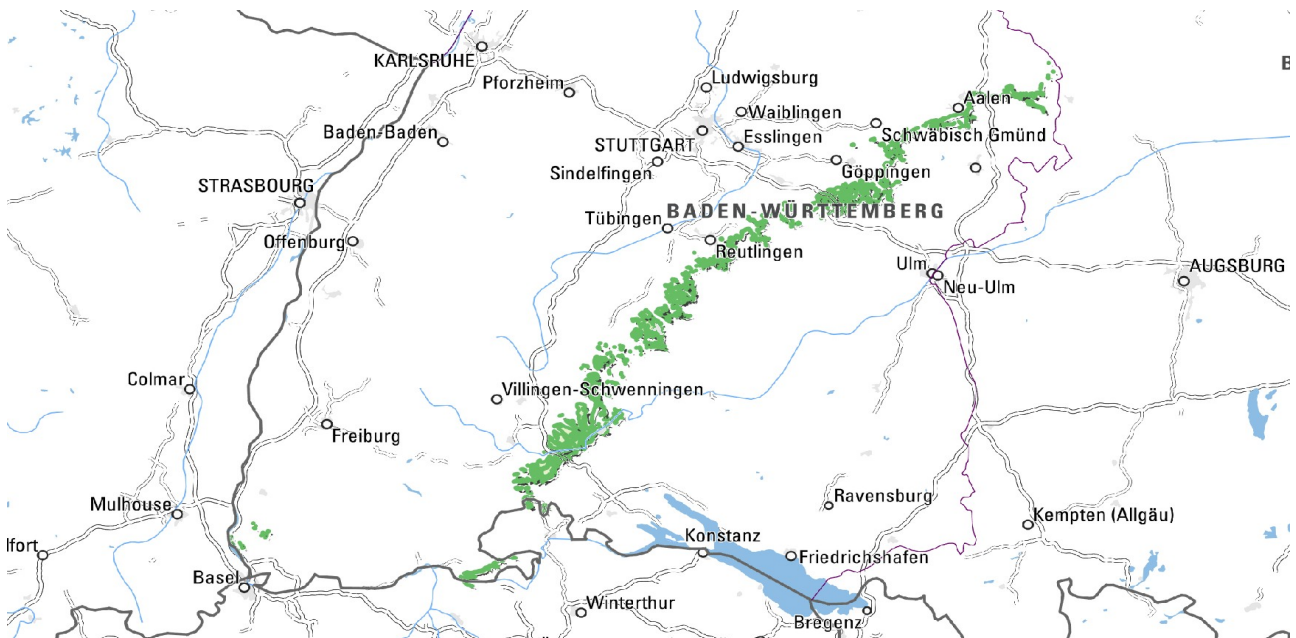 KARLSRUHE
B
Pforzheim
Ludwigsburg
Aalen
Waiblingen
Baden-Baden
Schwäbisch Gmünd
STUTTGART
Esslingen
Sindelfingen
Göppingen
STRASBOURG
Tübingen
BADEN-WÜRTTEMBERG
Offenburg
Reutlingen
Ulm
AUGSBURG
Neu-Ulm
Colmar
Villingen-Schwenningen
Freiburg
Ravensburg
Mulhouse
Kempten (Allgäu)
Konstanz
lfort
Friedrichshafen
Basel
Winterthur
Bregenz